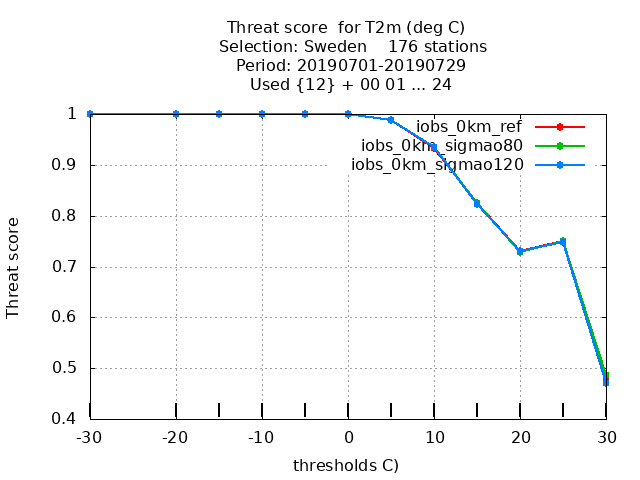 Threat score for T2m (deg C)
Selection: Sweden 176 stations
Period: 20190701-20190729
Used {12} + 00 01 ... 24
iobs_0km_ref
iobs_0km_sigmao80
iobs_0km_sigmao120
1
0.9
0.8
0.7
0.6
0.5
0.4
Threat score
-30
-20
-10
0
10
20
30
thresholds C)